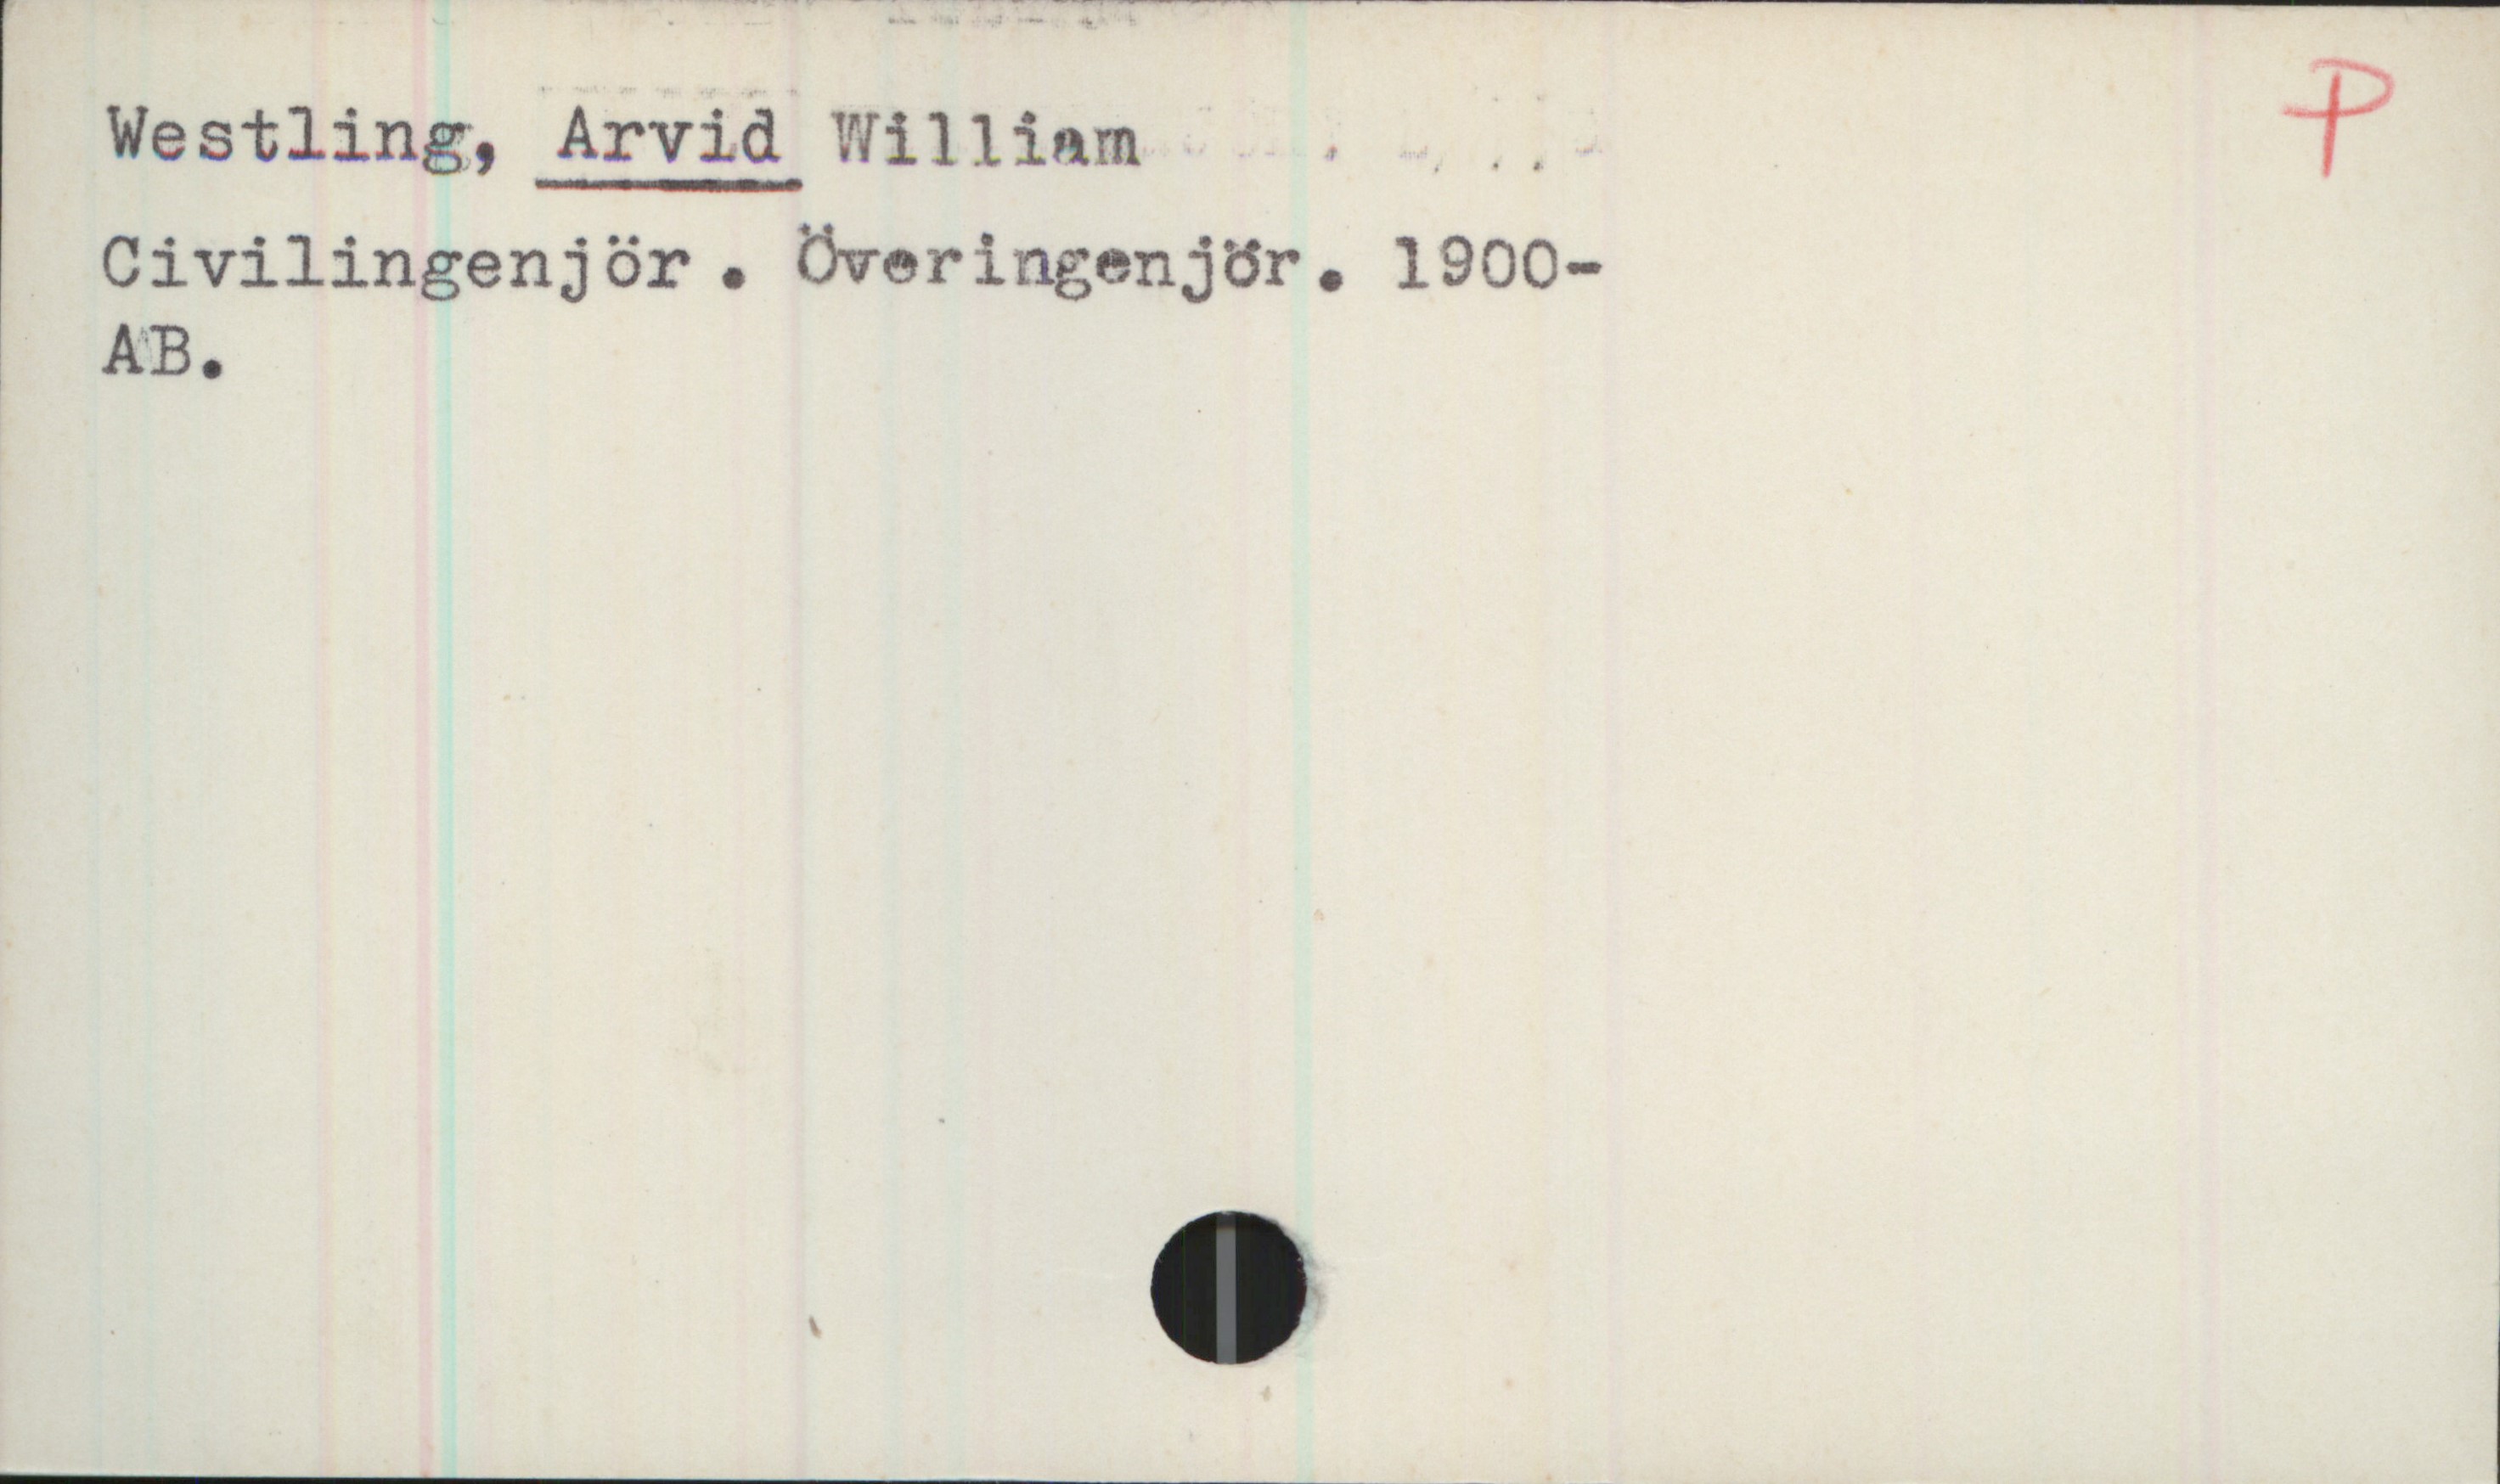 Westling, Arvid William
P
Civilingenjör. Överingenjör. 1900-
AB.